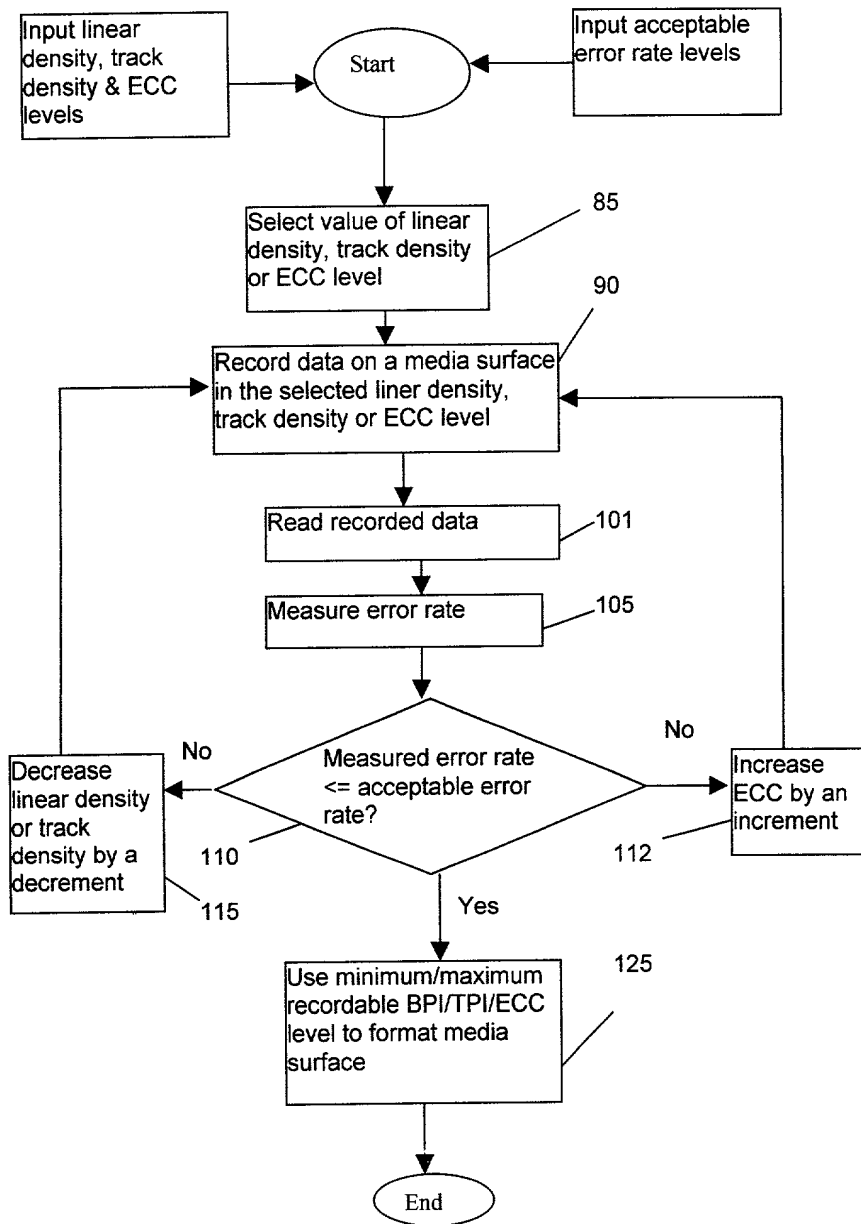 Input linear
density, track
density & ECC
levels
Start
Input acceptable
error rate levels
Select value of linear
density, track density
or ECC level
85
90
Record data on a media surface
in the selected liner density,
track density or ECC level
Read recorded data
101
Measure error rate
105
No
Measured error rate
<= acceptable error
rate?
No
Decrease
linear density
or track
density by a
decrement
110
Increase
ECC by an
increment
112
115
Yes
Use minimum/maximum
recordable BPI/TPI/ECC
level to format media
surface
125
End